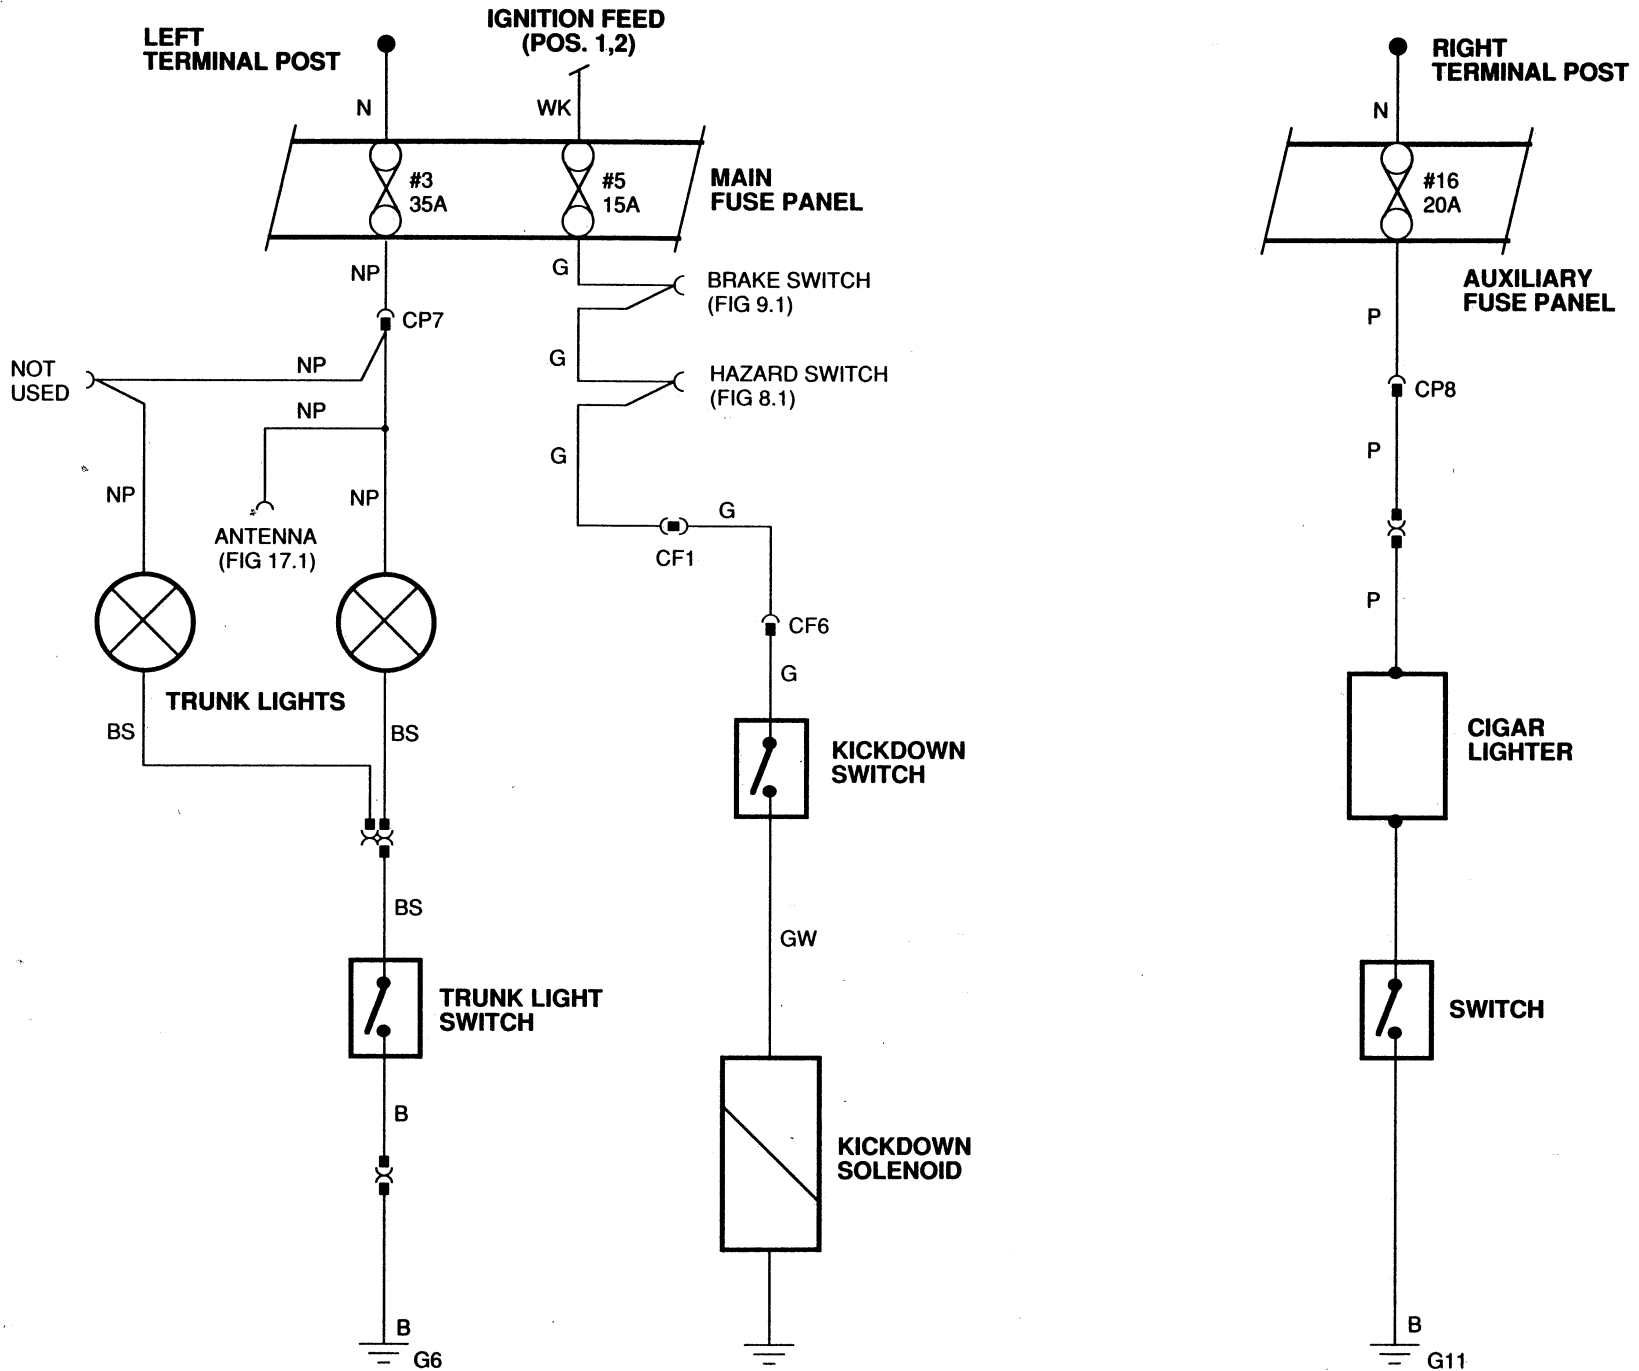 LEFT
TERMINAL POST
IGNITION FEED
(POS. 1,2)
RIGHT
TERMINAL POST
N
WK
N
#3
35A
#5
15A
MAIN
FUSE PANEL
#16
20A
AUXILIARY
FUSE PANEL
NP
G
BRAKE SWITCH
(FIG 9.1)
CP7
P
NOT
USED
NP
G
HAZARD SWITCH
(FIG 8.1)
CP8
NP
G
P
NP
NP
G
ANTENNA
(FIG 17.1)
CF1
P
CF6
G
TRUNK LIGHTS
BS
BS
KICKDOWN
SWITCH
CIGAR
LIGHTER
BS
GW
TRUNK LIGHT
SWITCH
SWITCH
B
KICKDOWN
SOLENOID
B
G6
B
G11